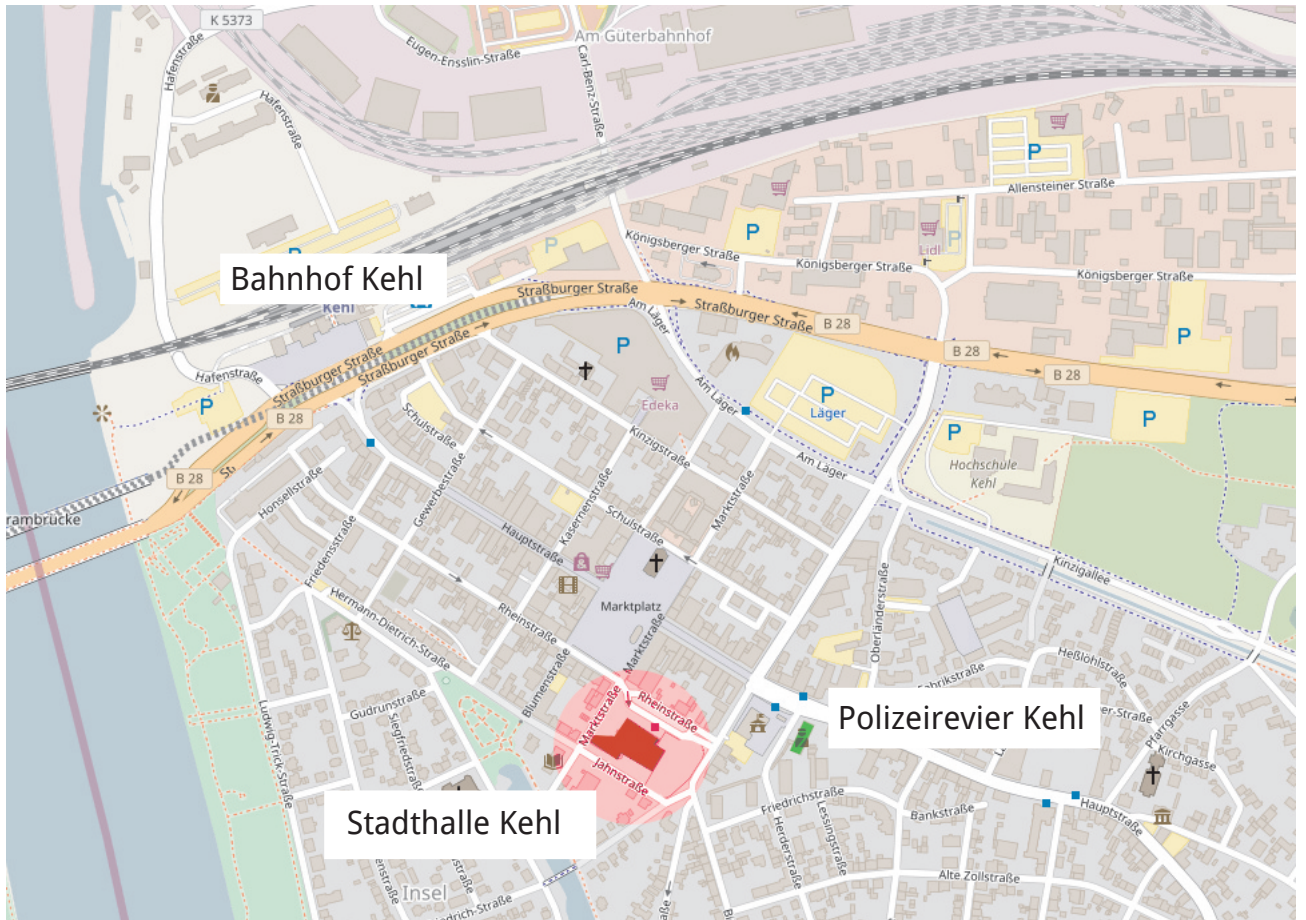 K 5373
Am Güterbahnhof
Eugen-Ensslin-Straße
Carl-Benz-Straße
Hafenstraße
Hafenstraße
Hafenstraße
P
Allensteiner Straße
P
P
P
Lidl
P
Königsberger Straße
Königsberger Straße
Königsberger Straße
Bahnhof Kehl
Kehl
Straßburger Straße
Straßburger Straße
B 28
Am Läger
P
P
Hafenstraße
Straßburger Straße
Straßburger Straße
B 28
B 28
B 28
P
Edeka
Am Läger
P
Läger
P
P
Schulstraße
Kinzigstraße
Am Läger
Hochschule
Kehl
B 28
Honsellstraße
Gewerbestraße
Kasernenstraße
Schulstraße
Marktstraße
rambrücke
Friedensstraße
Hauptstraße
Kinzigallee
Hermann-Dietrich-Straße
Rheinstraße
Marktplatz
Marktstraße
Oberländerstraße
Heßlöhlstraße
Fabrikstraße
Blumenstraße
Marktstraße
Rheinstraße
Polizeirevier Kehl
Pfarrgasse
Kirchgasse
Ludwig-Trick-Straße
Gudrunstraße
Siegfriedstraße
Jahnstraße
Friedrichstraße
Bankstraße
Hauptstraße
Stadthalle Kehl
Herderstraße
Lessingstraße
Alte Zollstraße
Insel